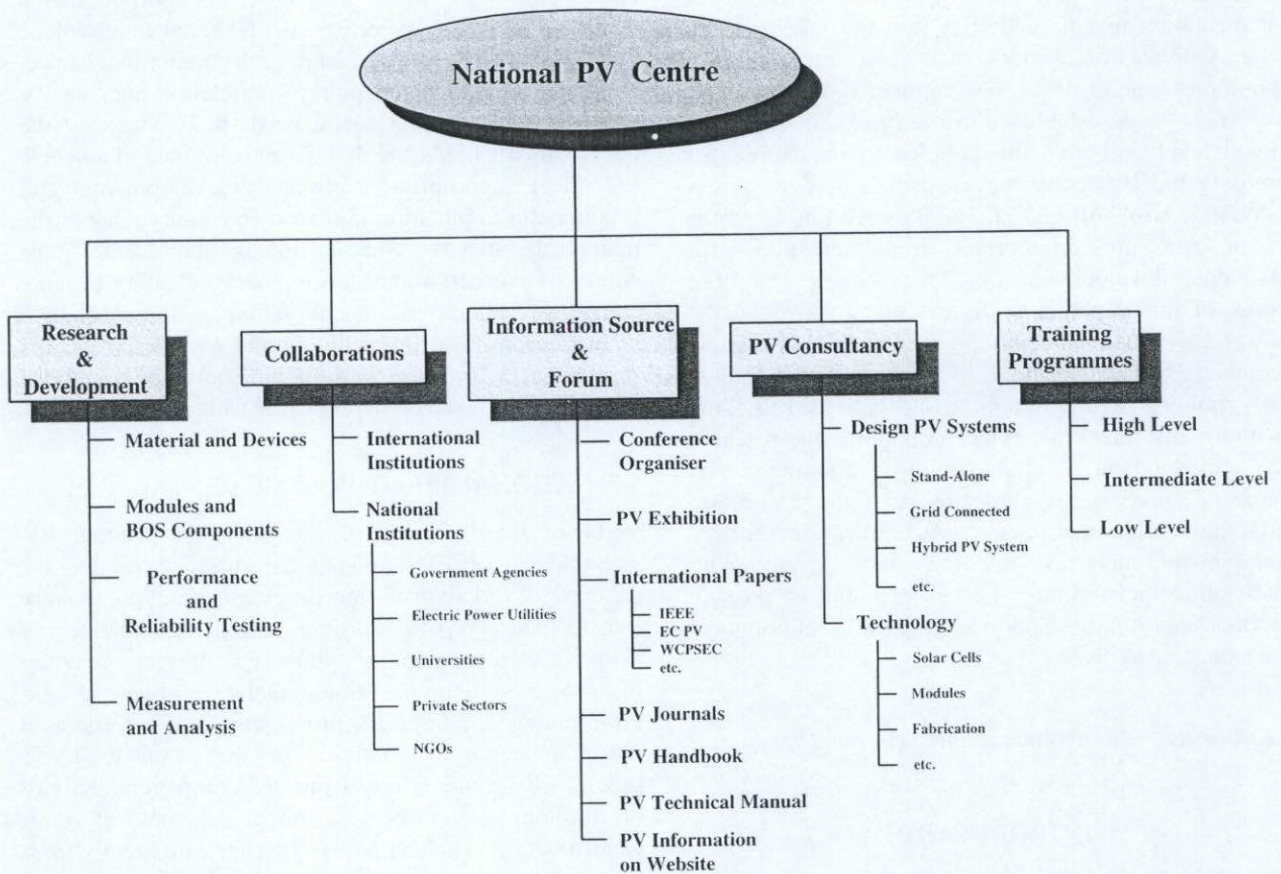 National PV Centre
Research
&
Development
Material and Devices
Modules and
BOS Components
Performance
and
Reliability Testing
Measurement
and Analysis
Collaborations
International
Institutions
National
Institutions
Government Agencies
Electric Power Utilities
Universities
Private Sectors
NGOs
Information Source
&
Forum
Conference
Organiser
PV Exhibition
International Papers
IEEE
EC PV
WCPSEC
etc.
PV Journals
PV Handbook
PV Technical Manual
PV Information
on Website
PV Consultancy
Design PV Systems
Stand-Alone
Grid Connected
Hybrid PV System
etc.
Technology
Solar Cells
Modules
Fabrication
etc.
Training
Programmes
High Level
Intermediate Level
Low Level